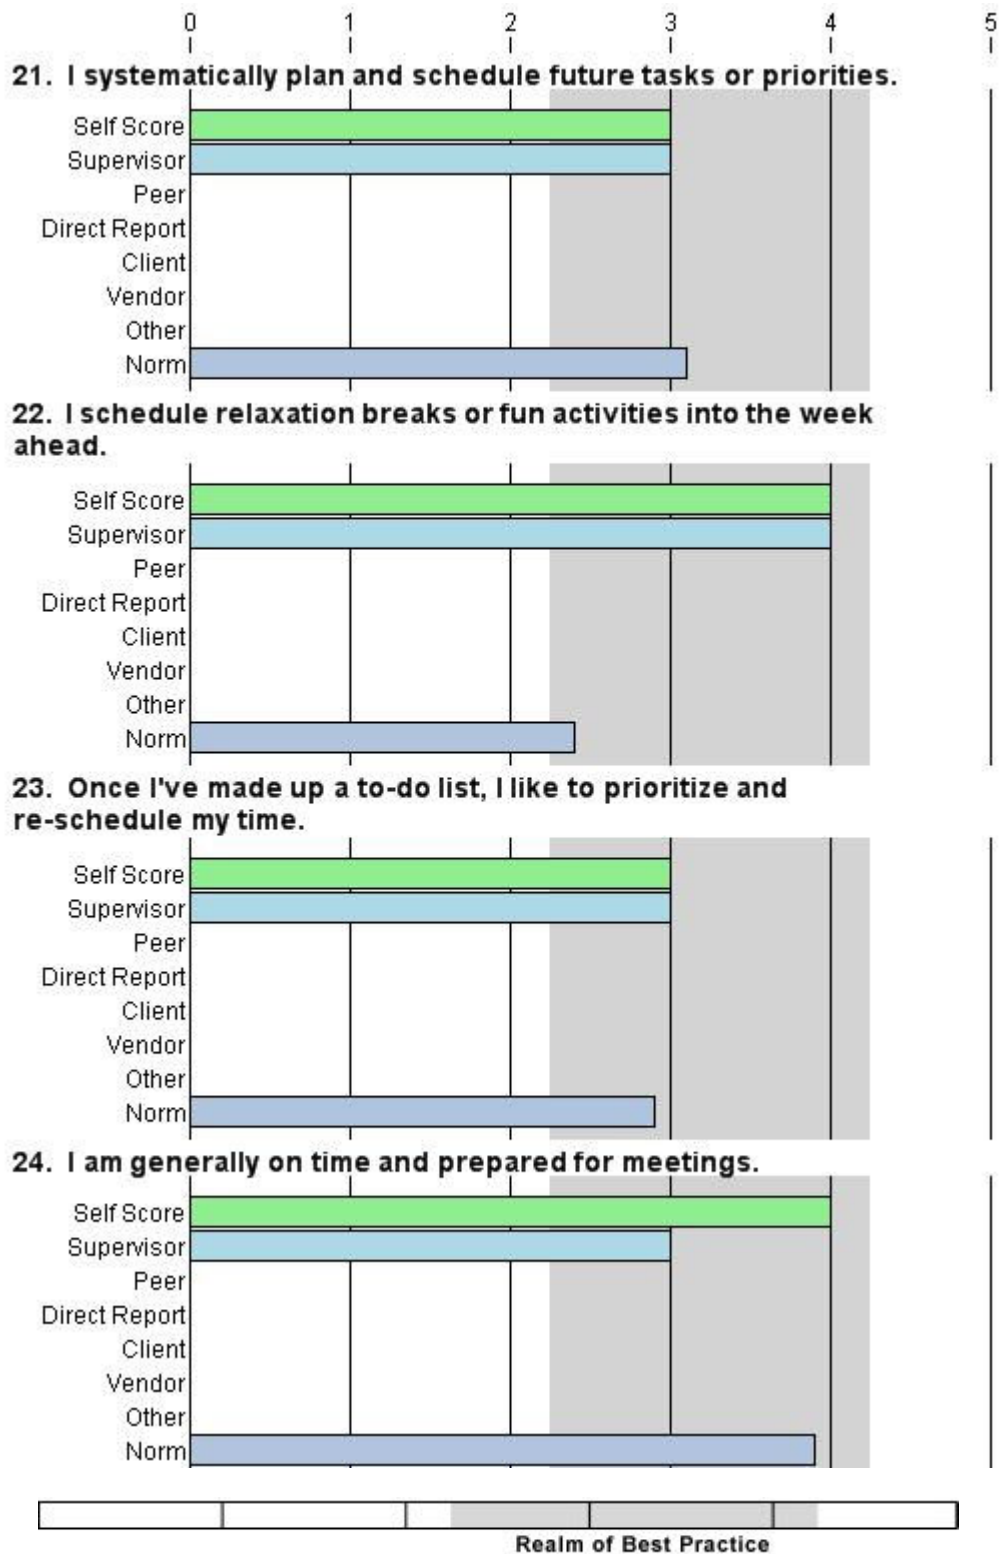 0 1 2 3 4 5
21. I systematically plan and schedule future tasks or priorities.
Self Score
Supervisor
Peer
Direct Report
Client
Vendor
Other
Norm
22. I schedule relaxation breaks or fun activities into the week
ahead.
Self Score
Supervisor
Peer
Direct Report
Client
Vendor
Other
Norm
23. Once I've made up a to-do list, I like to prioritize and
re-schedule my time.
Self Score
Supervisor
Peer
Direct Report
Client
Vendor
Other
Norm
24. I am generally on time and prepared for meetings.
Self Score
Supervisor
Peer
Direct Report
Client
Vendor
Other
Norm
Realm of Best Practice